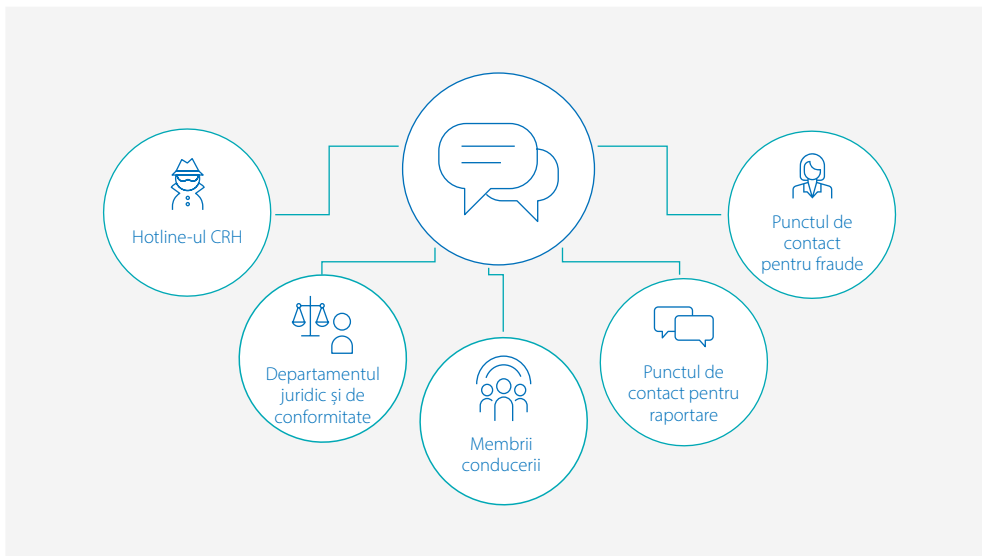 Hotline-ul CRH
Departamentul
juridic și de
conformitate
Membrii
conducerii
Punctul de
contact pentru
raportare
Punctul de
contact
pentru fraude